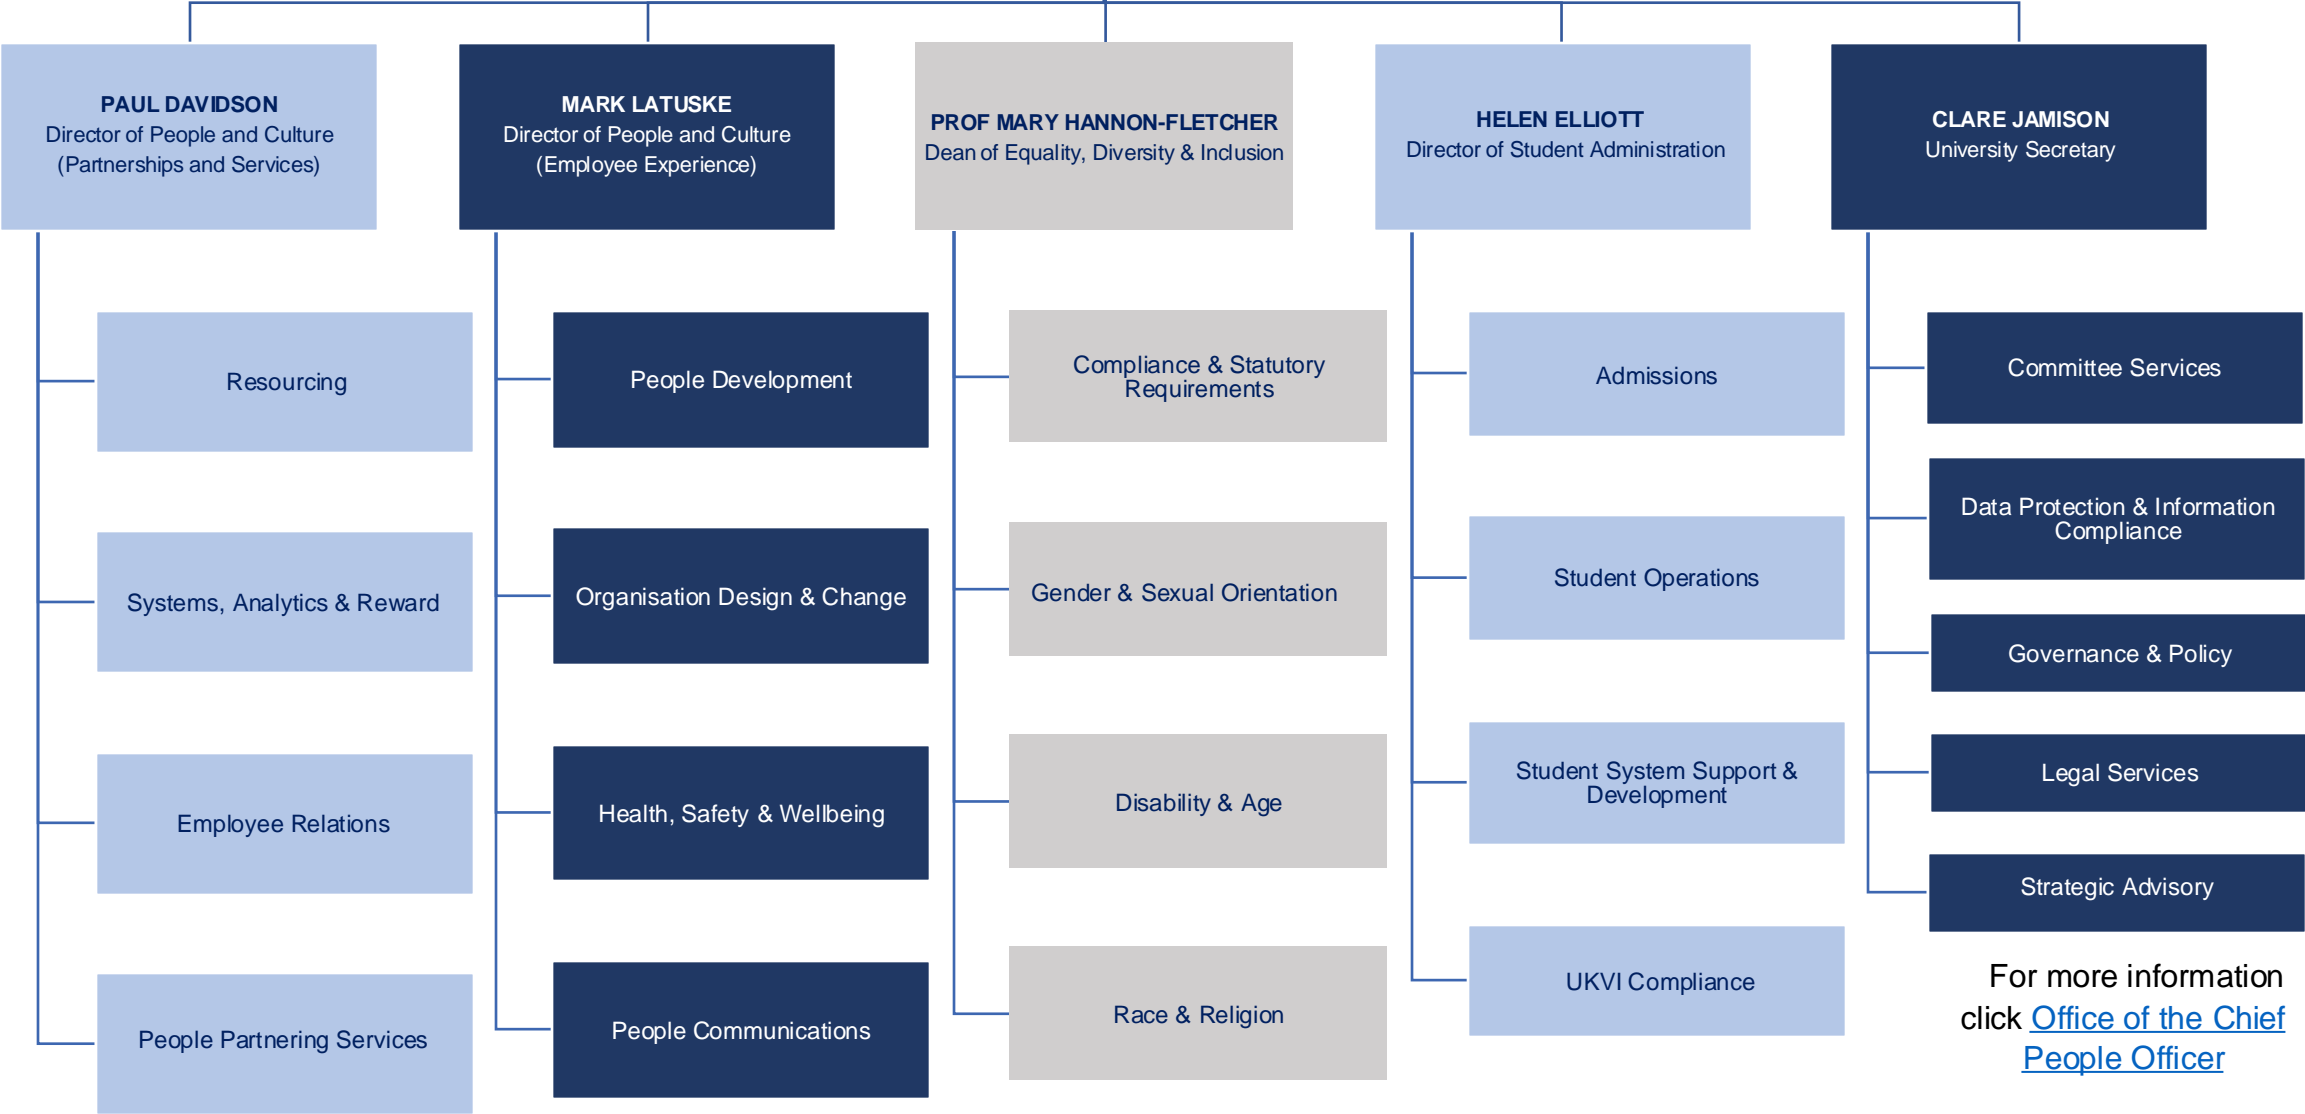 PAUL DAVIDSON
Director of People and Culture
(Partnerships and Services)
MARK LATUSKE
Director of People and Culture
(Employee Experience)
PROF MARY HANNON-FLETCHER
Dean of Equality, Diversity & Inclusion
HELEN ELLIOTT
Director of Student Administration
CLARE JAMISON
University Secretary
Resourcing
Systems, Analytics & Reward
Employee Relations
People Partnering Services
People Development
Organisation Design & Change
Health, Safety & Wellbeing
People Communications
Compliance & Statutory
Requirements
Gender & Sexual Orientation
Disability & Age
Race & Religion
Admissions
Student Operations
Student System Support &
Development
UKVI Compliance
Committee Services
Data Protection & Information
Compliance
Governance & Policy
Legal Services
Strategic Advisory
For more information
click Office of the Chief
People Officer